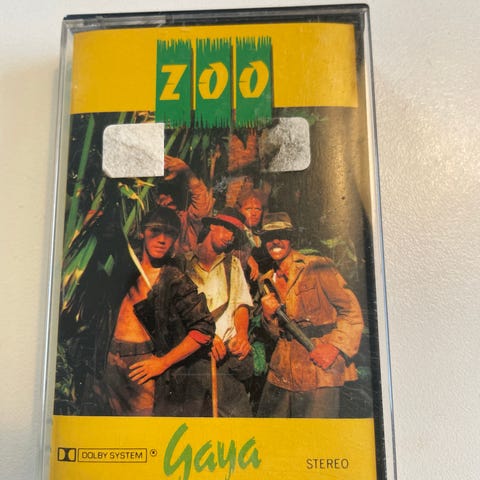 ZOO
DOLBY SYSTEM ®
Gaya
STEREO